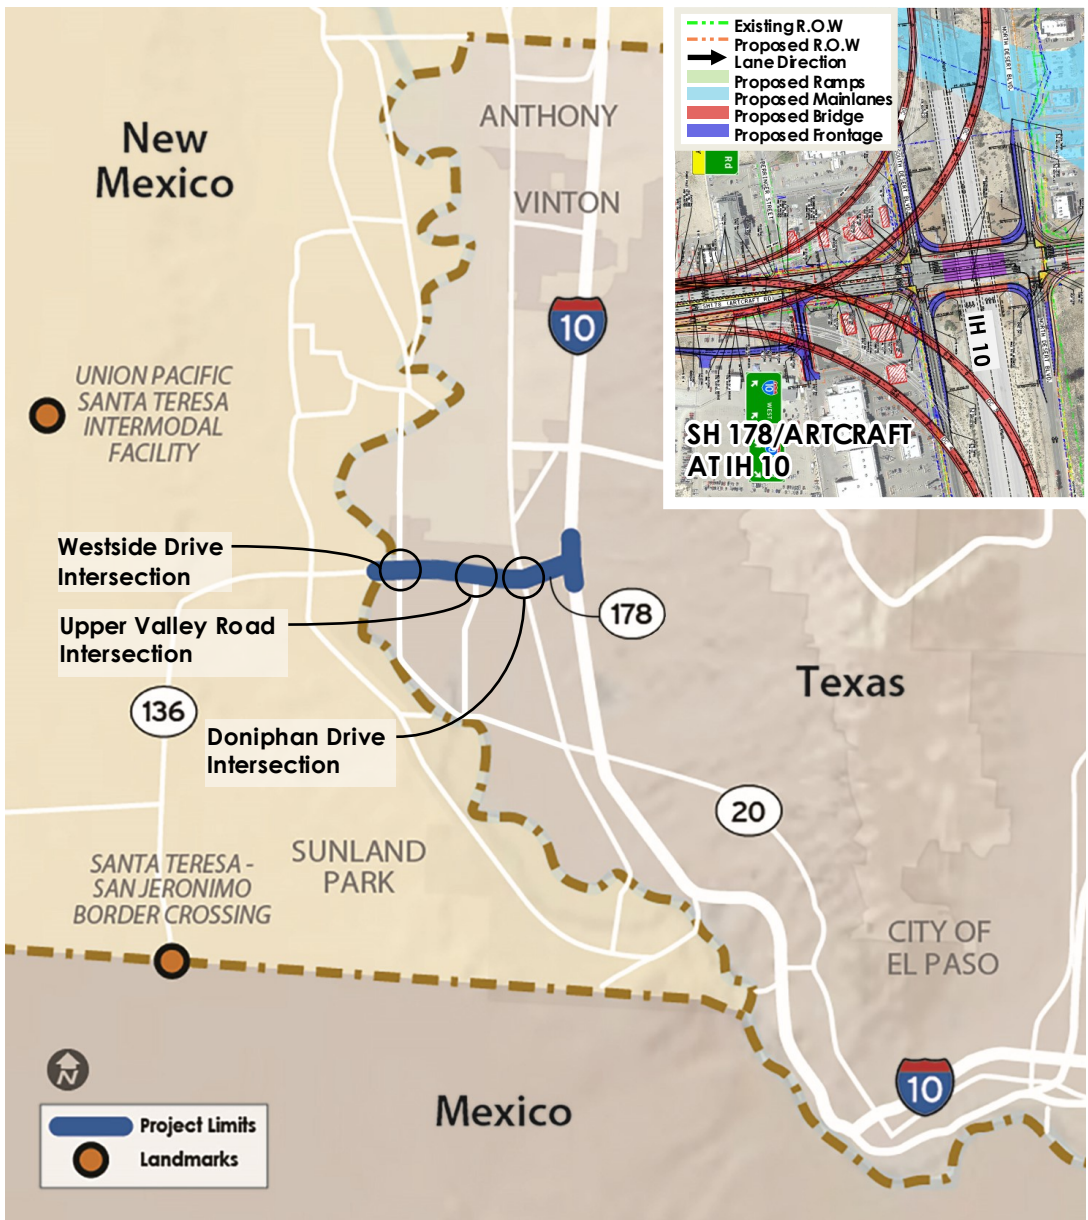 New
Mexico
ANTHONY
VINTON
10
UNION PACIFIC
SANTA TERESA
INTERMODAL
FACILITY
Westside Drive
Intersection
Upper Valley Road
Intersection
178
136
Doniphan Drive
Intersection
Texas
20
SANTA TERESA -
SAN JERONIMO
BORDER CROSSING
SUNLAND
PARK
CITY OF
EL PASO
10
Mexico
N
Project Limits
Landmarks
Existing R.O.W
Proposed R.O.W
Lane Direction
Proposed Ramps
Proposed Mainlanes
Proposed Bridge
Proposed Frontage
Rd
IH 10
SH 178/ARTCRAFT
AT IH 10